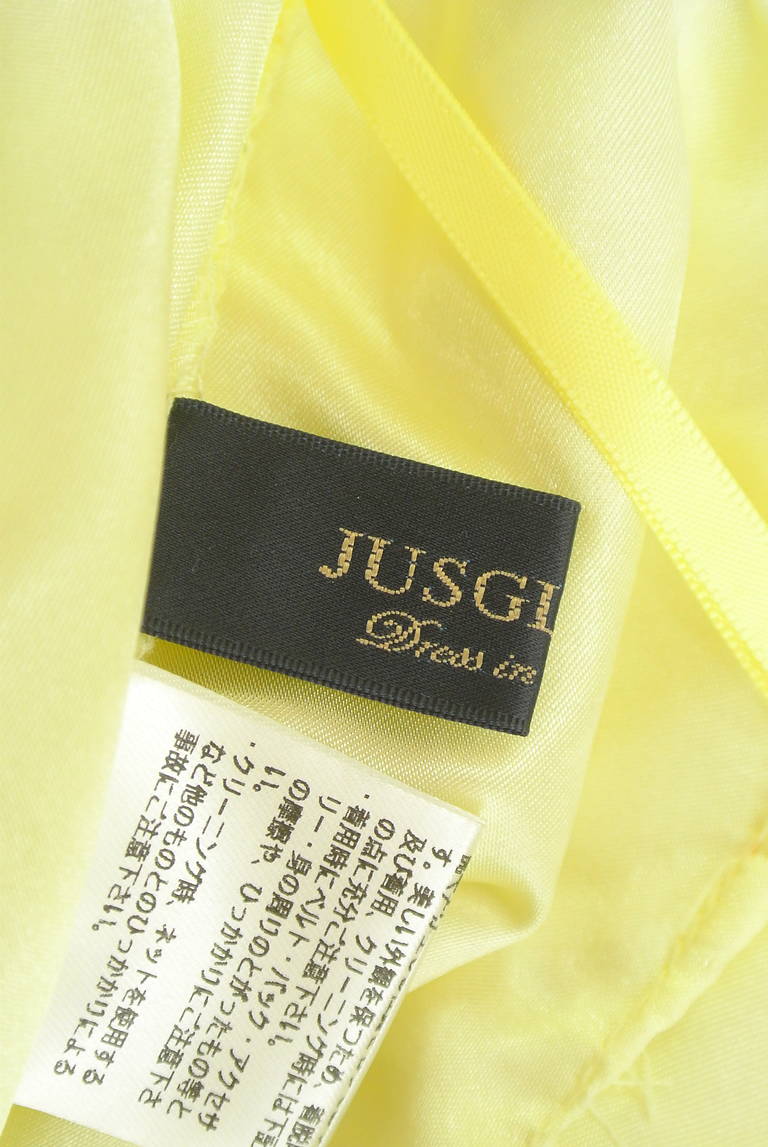 JUSGL
Dress in
す。美しい外観を保つため、着脱
及び着用、クリーニング時には下記
の点に充分ご注意下さい。
・着用時にベルト・バック・アクセサ
リー・身の周りのとがったもの等と
の摩擦や、ひっかかりにご注意下さ
い。
・クリーニング時、ネットを使用する
など他のものとのひっかかりによる
事故にご注意下さい。